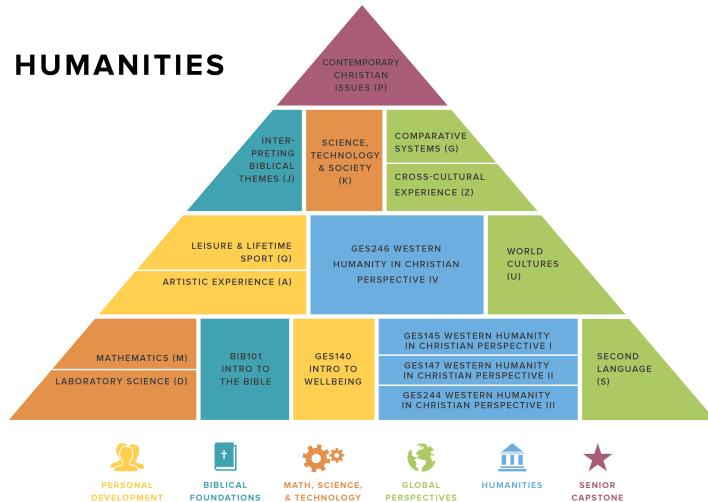 HUMANITIES
CONTEMPORARY
CHRISTIAN
ISSUES (P)
INTER-
PRETING
BIBLICAL
THEMES (J)
SCIENCE,
TECHNOLOGY
& SOCIETY
(K)
COMPARATIVE
SYSTEMS (G)
CROSS-CULTURAL
EXPERIENCE (Z)
LEISURE & LIFETIME
SPORT (Q)
ARTISTIC EXPERIENCE (A)
GES246 WESTERN
HUMANITY IN CHRISTIAN
PERSPECTIVE IV
WORLD
CULTURES
(U)
MATHEMATICS (M)
LABORATORY SCIENCE (D)
BIB101
INTRO TO
THE BIBLE
GES140
INTRO TO
WELLBEING
GES145 WESTERN HUMANITY
IN CHRISTIAN PERSPECTIVE I
GES147 WESTERN HUMANITY
IN CHRISTIAN PERSPECTIVE II
GES244 WESTERN HUMANITY
IN CHRISTIAN PERSPECTIVE III
SECOND
LANGUAGE
(S)
PERSONAL
DEVELOPMENT
BIBLICAL
FOUNDATIONS
MATH, SCIENCE,
& TECHNOLOGY
GLOBAL
PERSPECTIVES
HUMANITIES
SENIOR
CAPSTONE